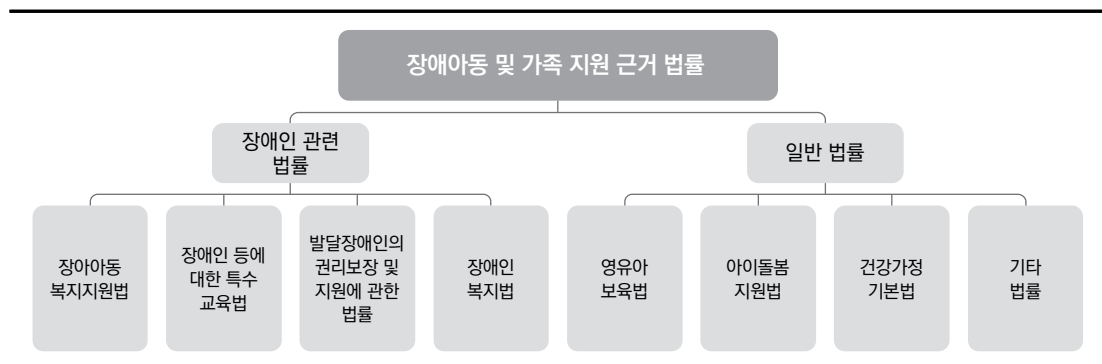 장애아동 및 가족 지원 근거 법률
장애인 관련
법률
일반 법률
장아아동
복지지원법
장애인 등에
대한 특수
교육법
발달장애인의
권리보장 및
지원에 관한
법률
장애인
복지법
영유아
보육법
아이돌봄
지원법
건강가정
기본법
기타
법률